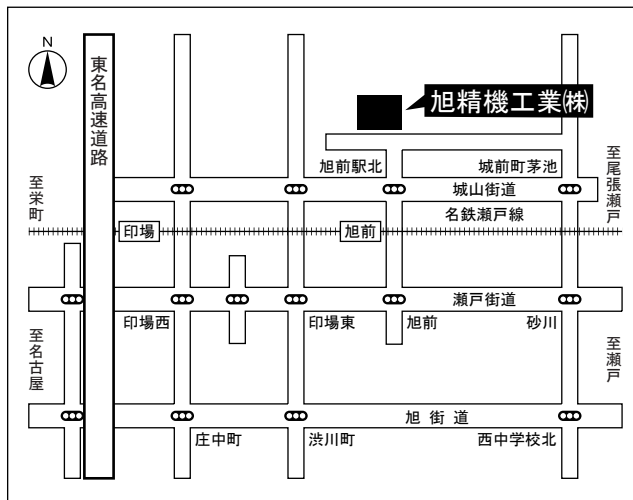 N
東名高速道路
旭精機工業㈱
旭前駅北
城前町茅池
至栄町
城山街道
至尾張瀬戸
名鉄瀬戸線
印場
旭前
瀬戸街道
印場西
印場東
旭前
砂川
至名古屋
至瀬戸
旭街道
庄中町
渋川町
西中学校北